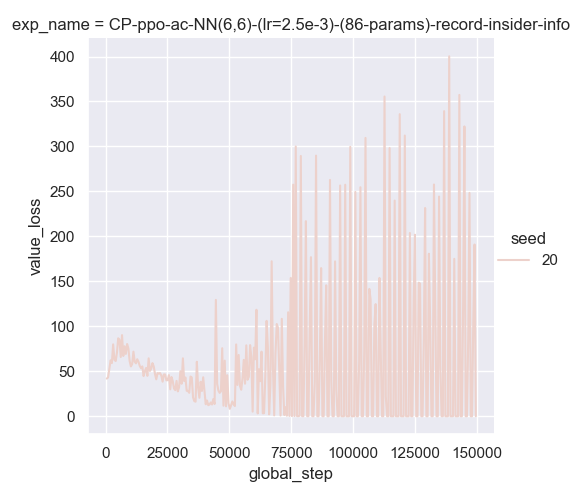 exp_name = CP-ppo-ac-NN(6,6)-(lr=2.5e-3)-(86-params)-record-insider-info
400
350
300
250
200
150
100
50
0
value_loss
0 25000 50000 75000 100000 125000 150000
global_step
seed
20